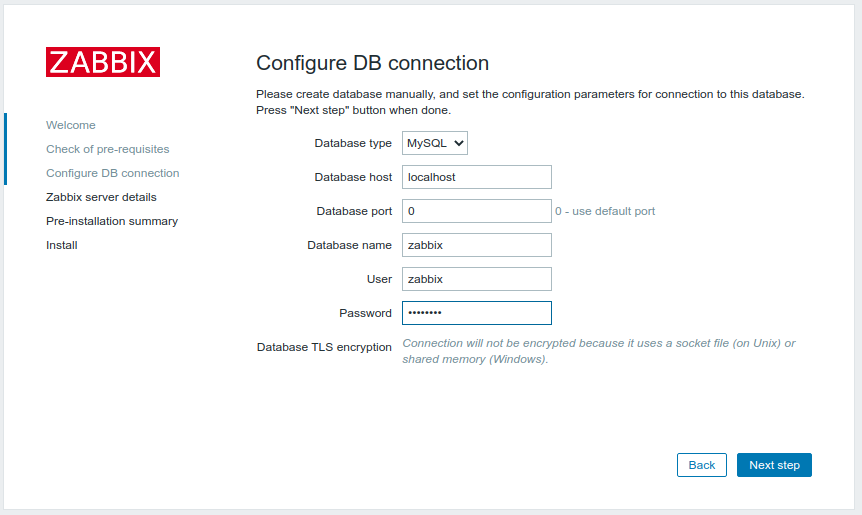 ZABBIX
Welcome
Check of pre-requisites
Configure DB connection
Zabbix server details
Pre-installation summary
Install
Configure DB connection
Please create database manually, and set the configuration parameters for connection to this database.
Press "Next step" button when done.
Database type MySQL
Database host localhost
Database port 0 0 - use default port
Database name zabbix
User zabbix
Password ••••••••
Database TLS encryption Connection will not be encrypted because it uses a socket file (on Unix) or
shared memory (Windows).
Back Next step